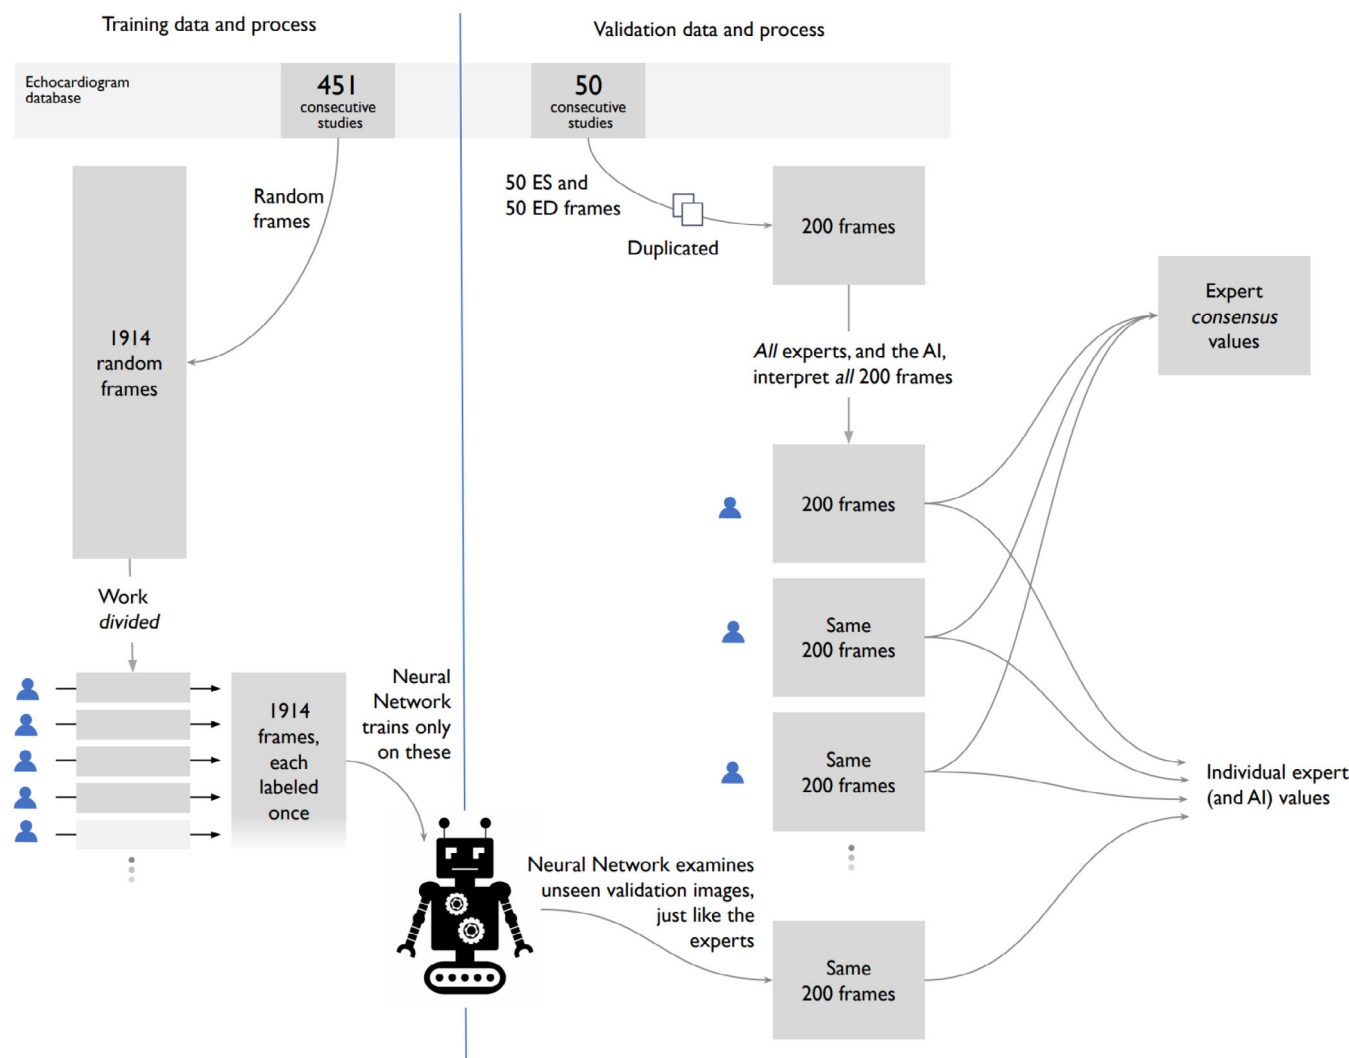 Training data and process
Validation data and process
Echocardiogram
database
451
consecutive
studies
50
consecutive
studies
Random
frames
50 ES and
50 ED frames
Duplicated
200 frames
1914
random
frames
Expert
consensus
values
All experts, and the AI,
interpret all 200 frames
200 frames
Work
divided
Same
200 frames
Neural
Network
trains only
on these
1914
frames,
each
labeled
once
Same
200 frames
Individual expert
(and AI) values
Neural Network examines
unseen validation images,
just like the
experts
Same
200 frames